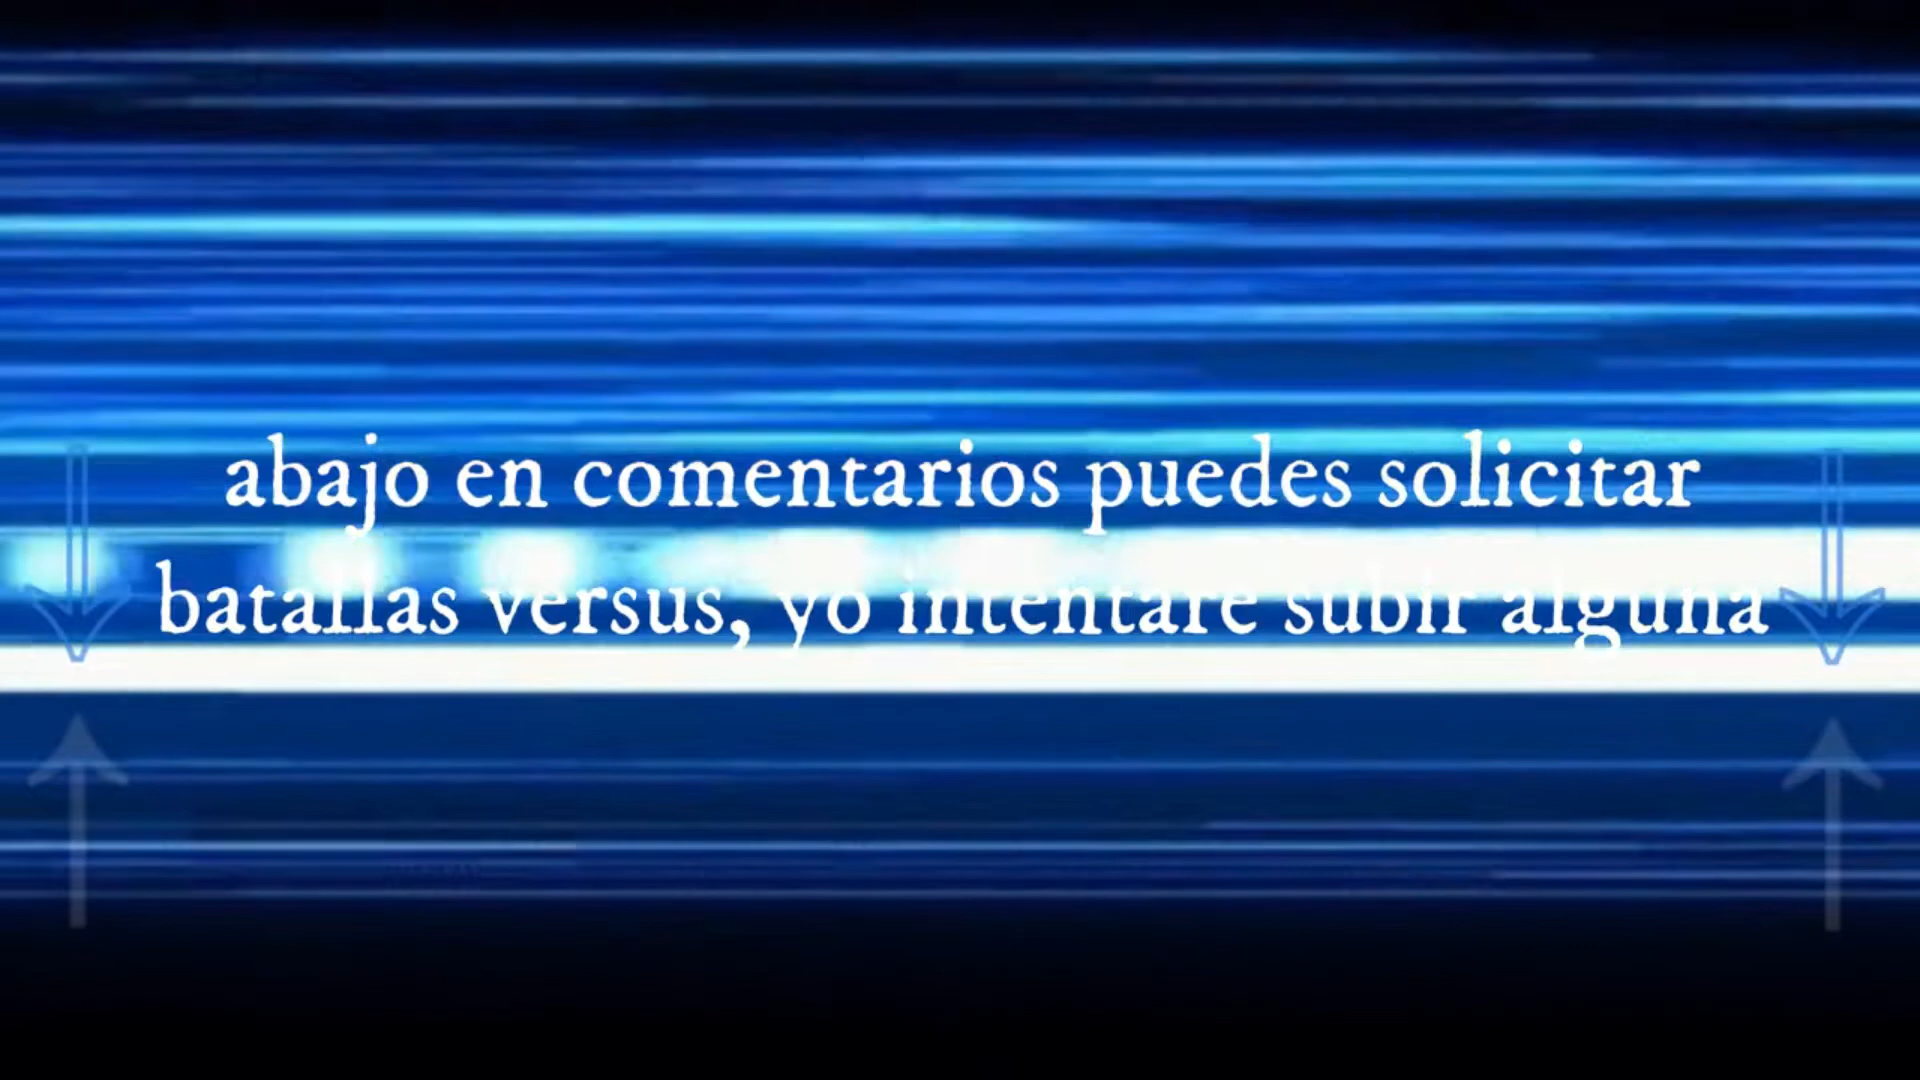 abajo en comentarios puedes solicitar
batallas versus, yo intentare subir alguna